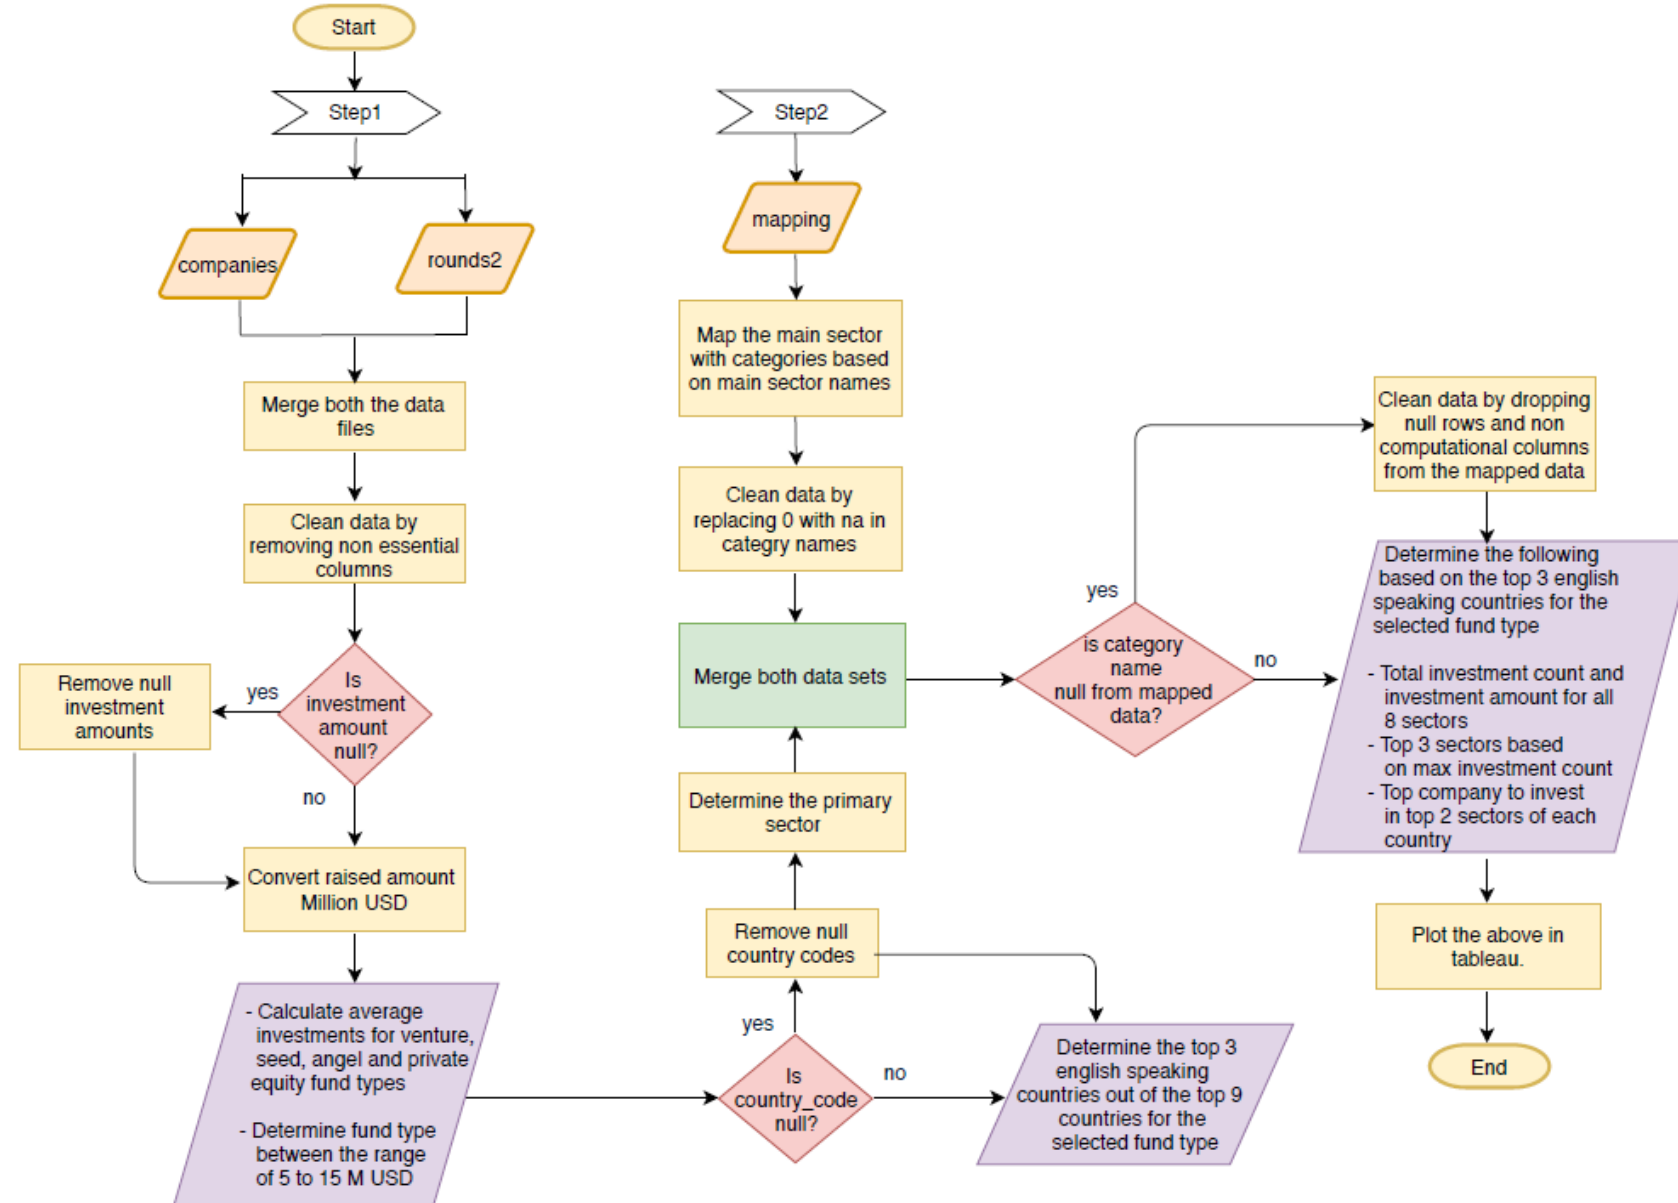 Start
Step1
companies
rounds2
Merge both the data
files
Clean data by
removing non essential
columns
Is
investment
amount
null?
yes
Remove null
investment
amounts
no
Convert raised amount
Million USD
- Calculate average
investments for venture,
seed, angel and private
equity fund types
- Determine fund type
between the range
of 5 to 15 M USD
Step2
mapping
Map the main sector
with categories based
on main sector names
Clean data by
replacing 0 with na in
categry names
Merge both data sets
Determine the primary
sector
Remove null
country codes
yes
Is
country_code
null?
no
Determine the top 3
english speaking
countries out of the top 9
countries for the
selected fund type
is category
name
null from mapped
data?
yes
no
Clean data by dropping
null rows and non
computational columns
from the mapped data
Determine the following
based on the top 3 english
speaking countries for the
selected fund type
- Total investment count and
investment amount for all
8 sectors
- Top 3 sectors based
on max investment count
- Top company to invest
in top 2 sectors of each
country
Plot the above in
tableau.
End